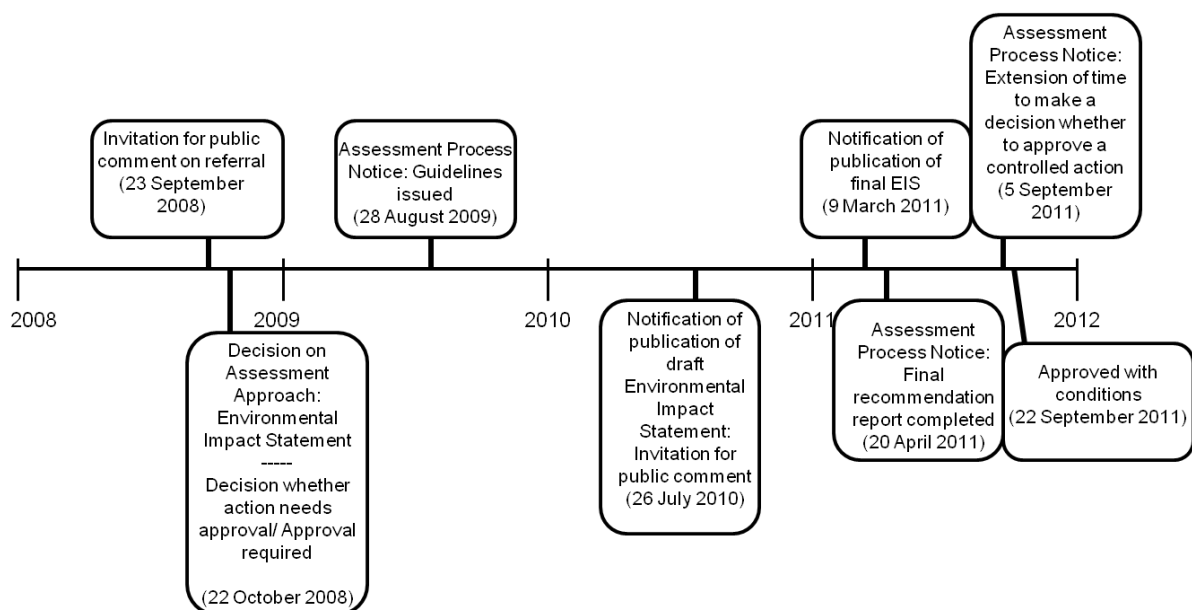 Invitation for public
comment on referral
(23 September
2008)
Assessment Process
Notice: Guidelines
issued
(28 August 2009)
Notification of
publication of
final EIS
(9 March 2011)
Assessment
Process Notice:
Extension of time
to make a
decision whether
to approve a
controlled action
(5 September
2011)
2008
2009
2010
2011
2012
Decision on
Assessment
Approach:
Environmental
Impact Statement
-----
Decision whether
action needs
approval/ Approval
required
(22 October 2008)
Notification of
publication of
draft
Environmental
Impact
Statement:
Invitation for
public comment
(26 July 2010)
Assessment
Process Notice:
Final
recommendation
report completed
(20 April 2011)
Approved with
conditions
(22 September 2011)